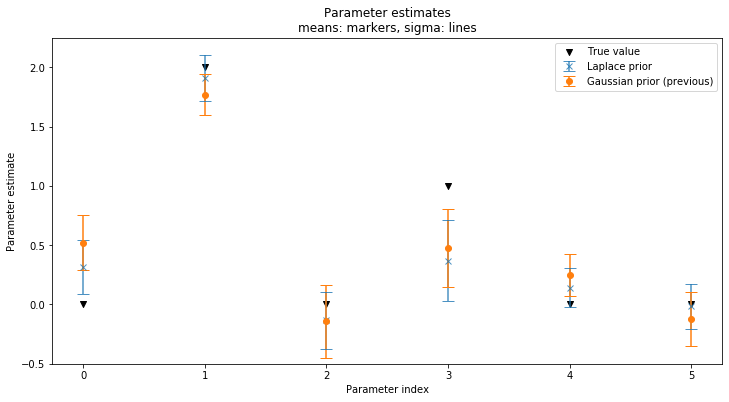 Parameter estimates
means: markers, sigma: lines
True value
Laplace prior
Gaussian prior (previous)
Parameter estimate
2.0
1.5
1.0
0.5
0.0
−0.5
0 1 2 3 4 5
Parameter index